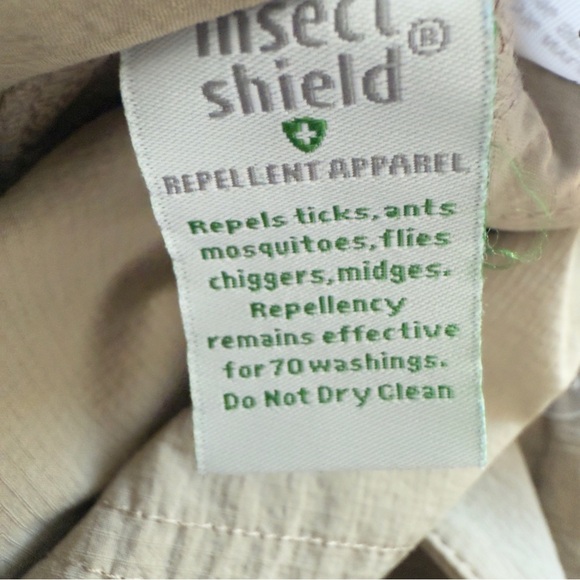 insect
shield®
REPELLENT APPAREL
Repels ticks, ants
mosquitoes, flies
chiggers, midges.
Repellency
remains effective
for 70 washings.
Do Not Dry Clean